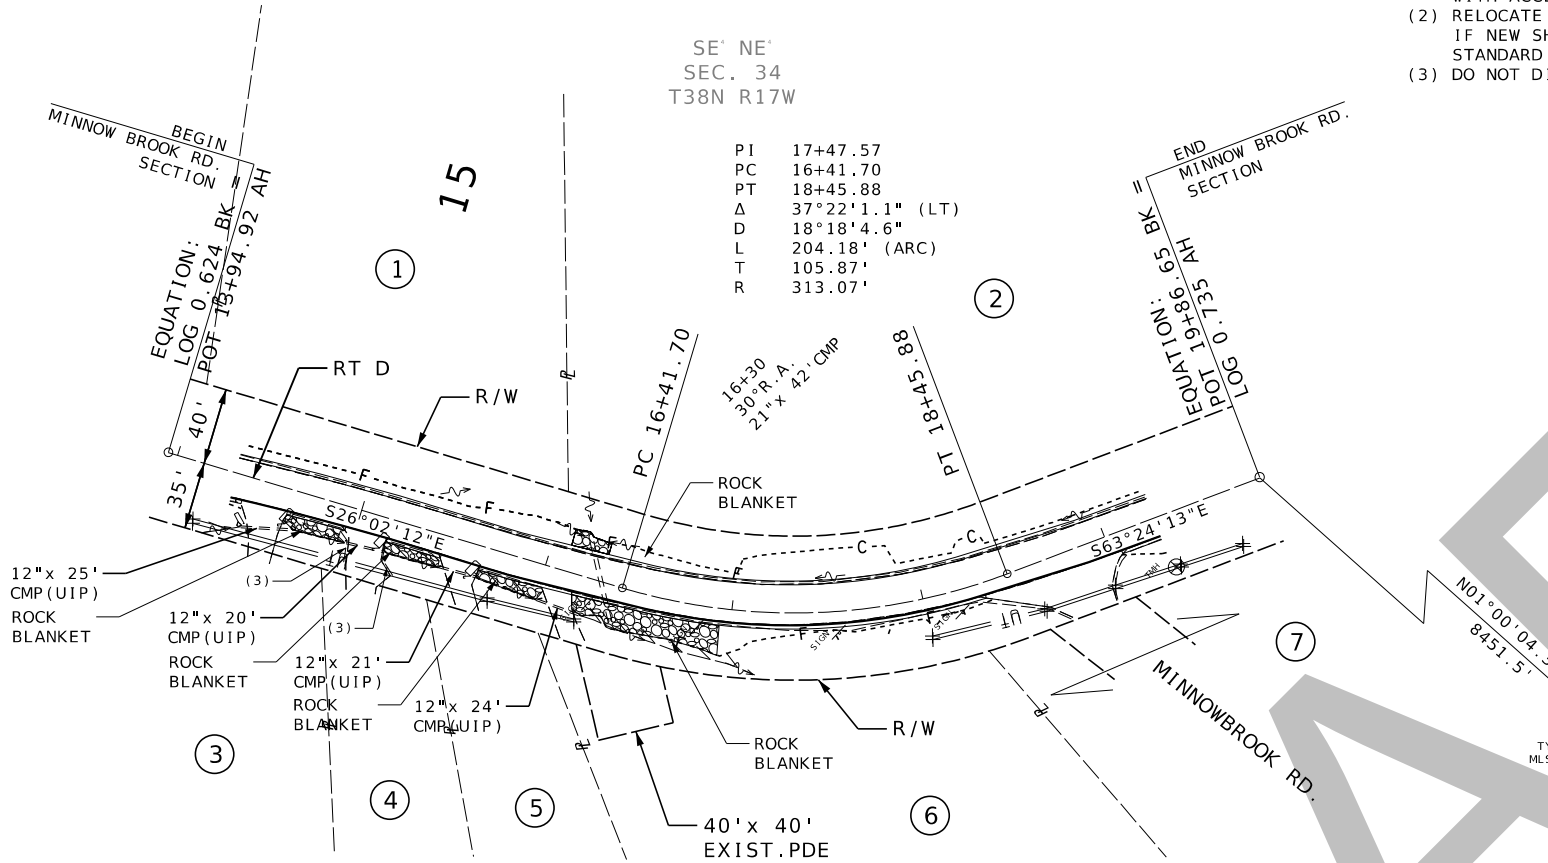 (2) RELOCATE
IF NEW SH
STANDARD
(3) DO NOT DI
SE NE
SEC. 34
T38N R17W
BEGIN
MINNOW BROOK RD.
SECTION
END
MINNOW BROOK RD.
SECTION
15
PI 17+47.57
PC 16+41.70
PT 18+45.88
Δ 37°22'1.1" (LT)
D 18°18'4.6"
L 204.18' (ARC)
T 105.87'
R 313.07'
EQUATION:
LOG 0.624 BK =
POT 13+94.92 AH
EQUATION:
POT 19+86.65 BK =
LOG 0.735 AH
1
2
RT D
R/W
40'
35'
PC 16+41.70
16+30
30°R.A.
21"x 42'CMP
PT 18+45.88
F
F
F
F
C
C
ROCK
BLANKET
S26°02'12"E
S63°24'13"E
12"x 25'
CMP(UIP)
ROCK
BLANKET
(3)
12"x 20'
CMP(UIP)
ROCK
BLANKET
(3)
12"x 21'
CMP(UIP)
ROCK
BLANKET
12"x 24'
CMP(UIP)
F
SIGN
F
SIGN
UT
TMH
ROCK
BLANKET
R/W
MINNOWBROOK RD.
N01°00'04.
8451.5'
TY
MLS
3
4
5
6
7
40'x 40'
EXIST.PDE